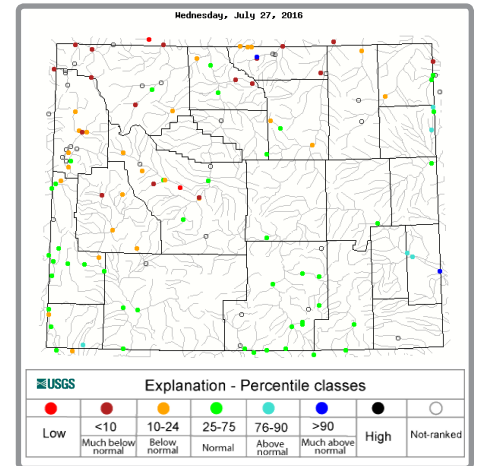 Wednesday, July 27, 2016
USGS Explanation - Percentile classes
Low <10 10-24 25-75 76-90 >90 High Not-ranked
Much below normal Below normal Normal Above normal Much above normal